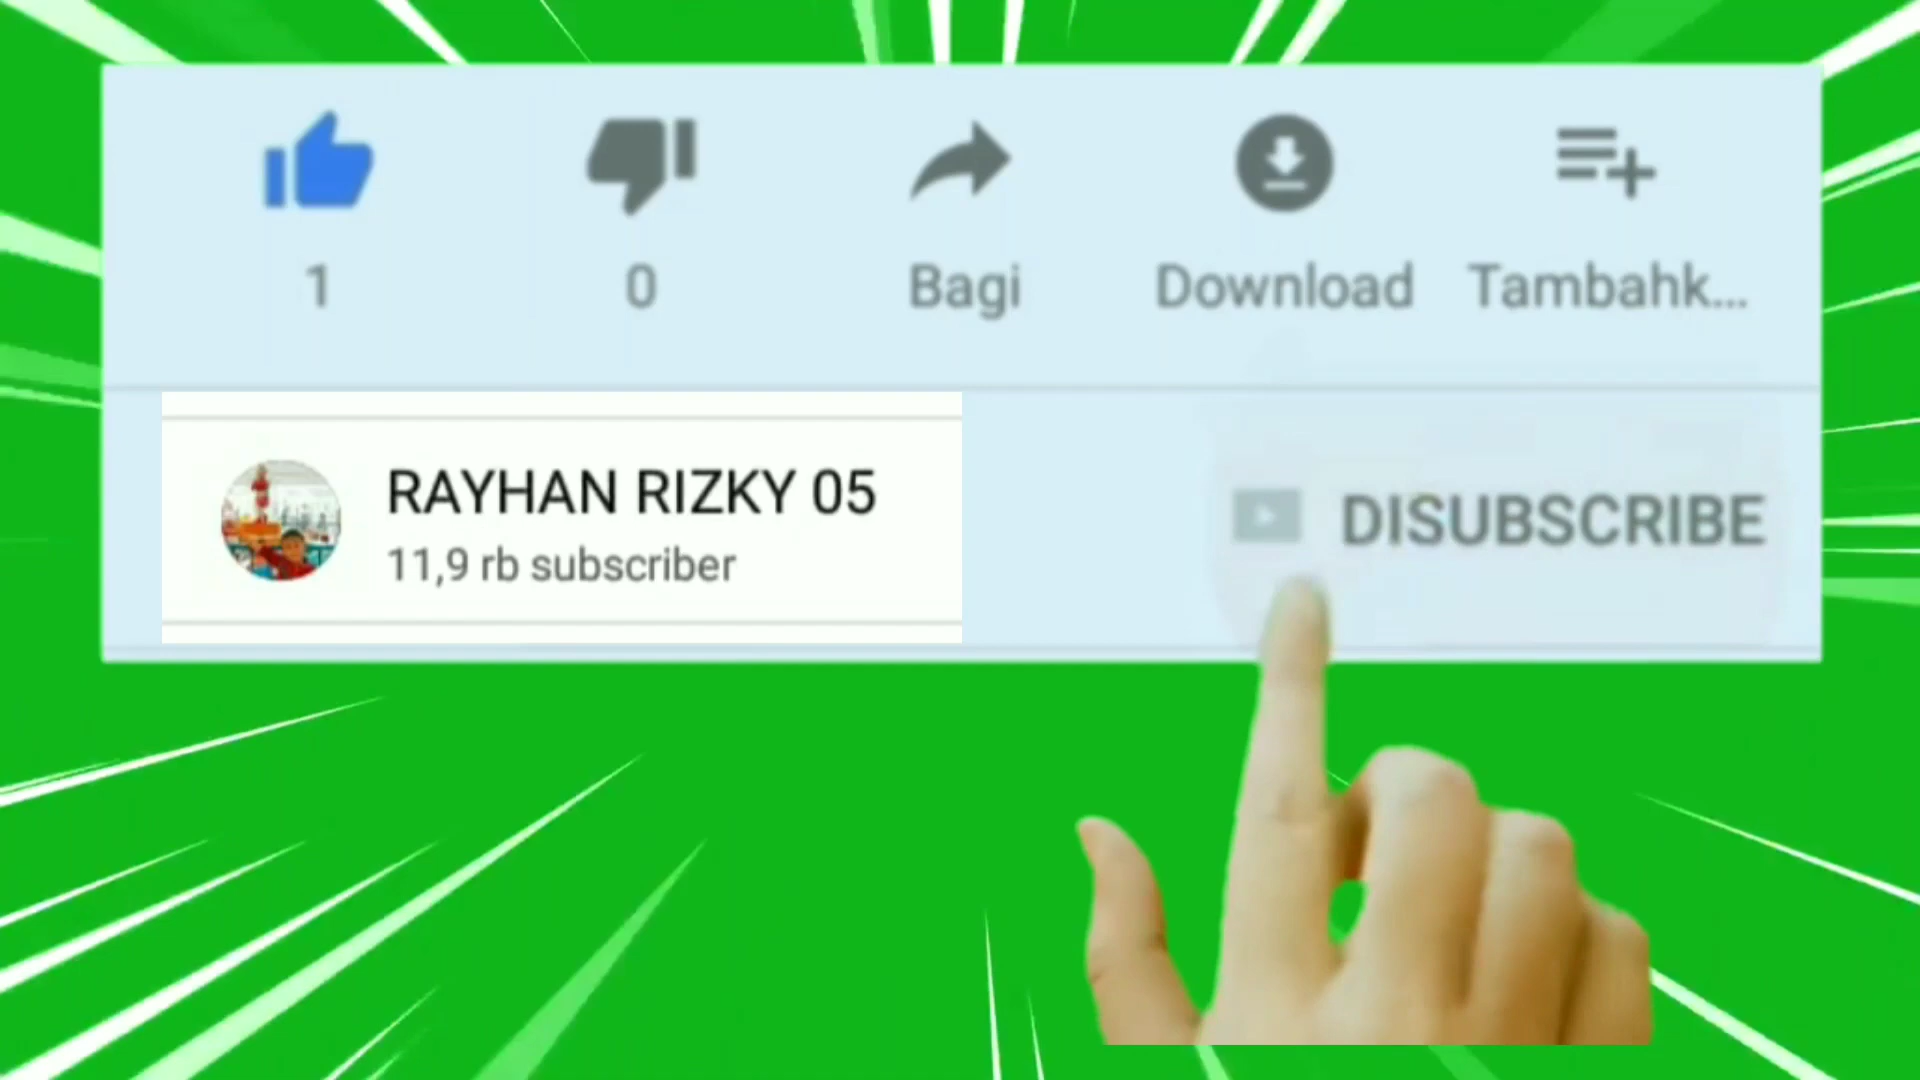 1
0
Bagi
Download
Tambahk...
RAYHAN RIZKY 05
11,9 rb subscriber
DISUBSCRIBE